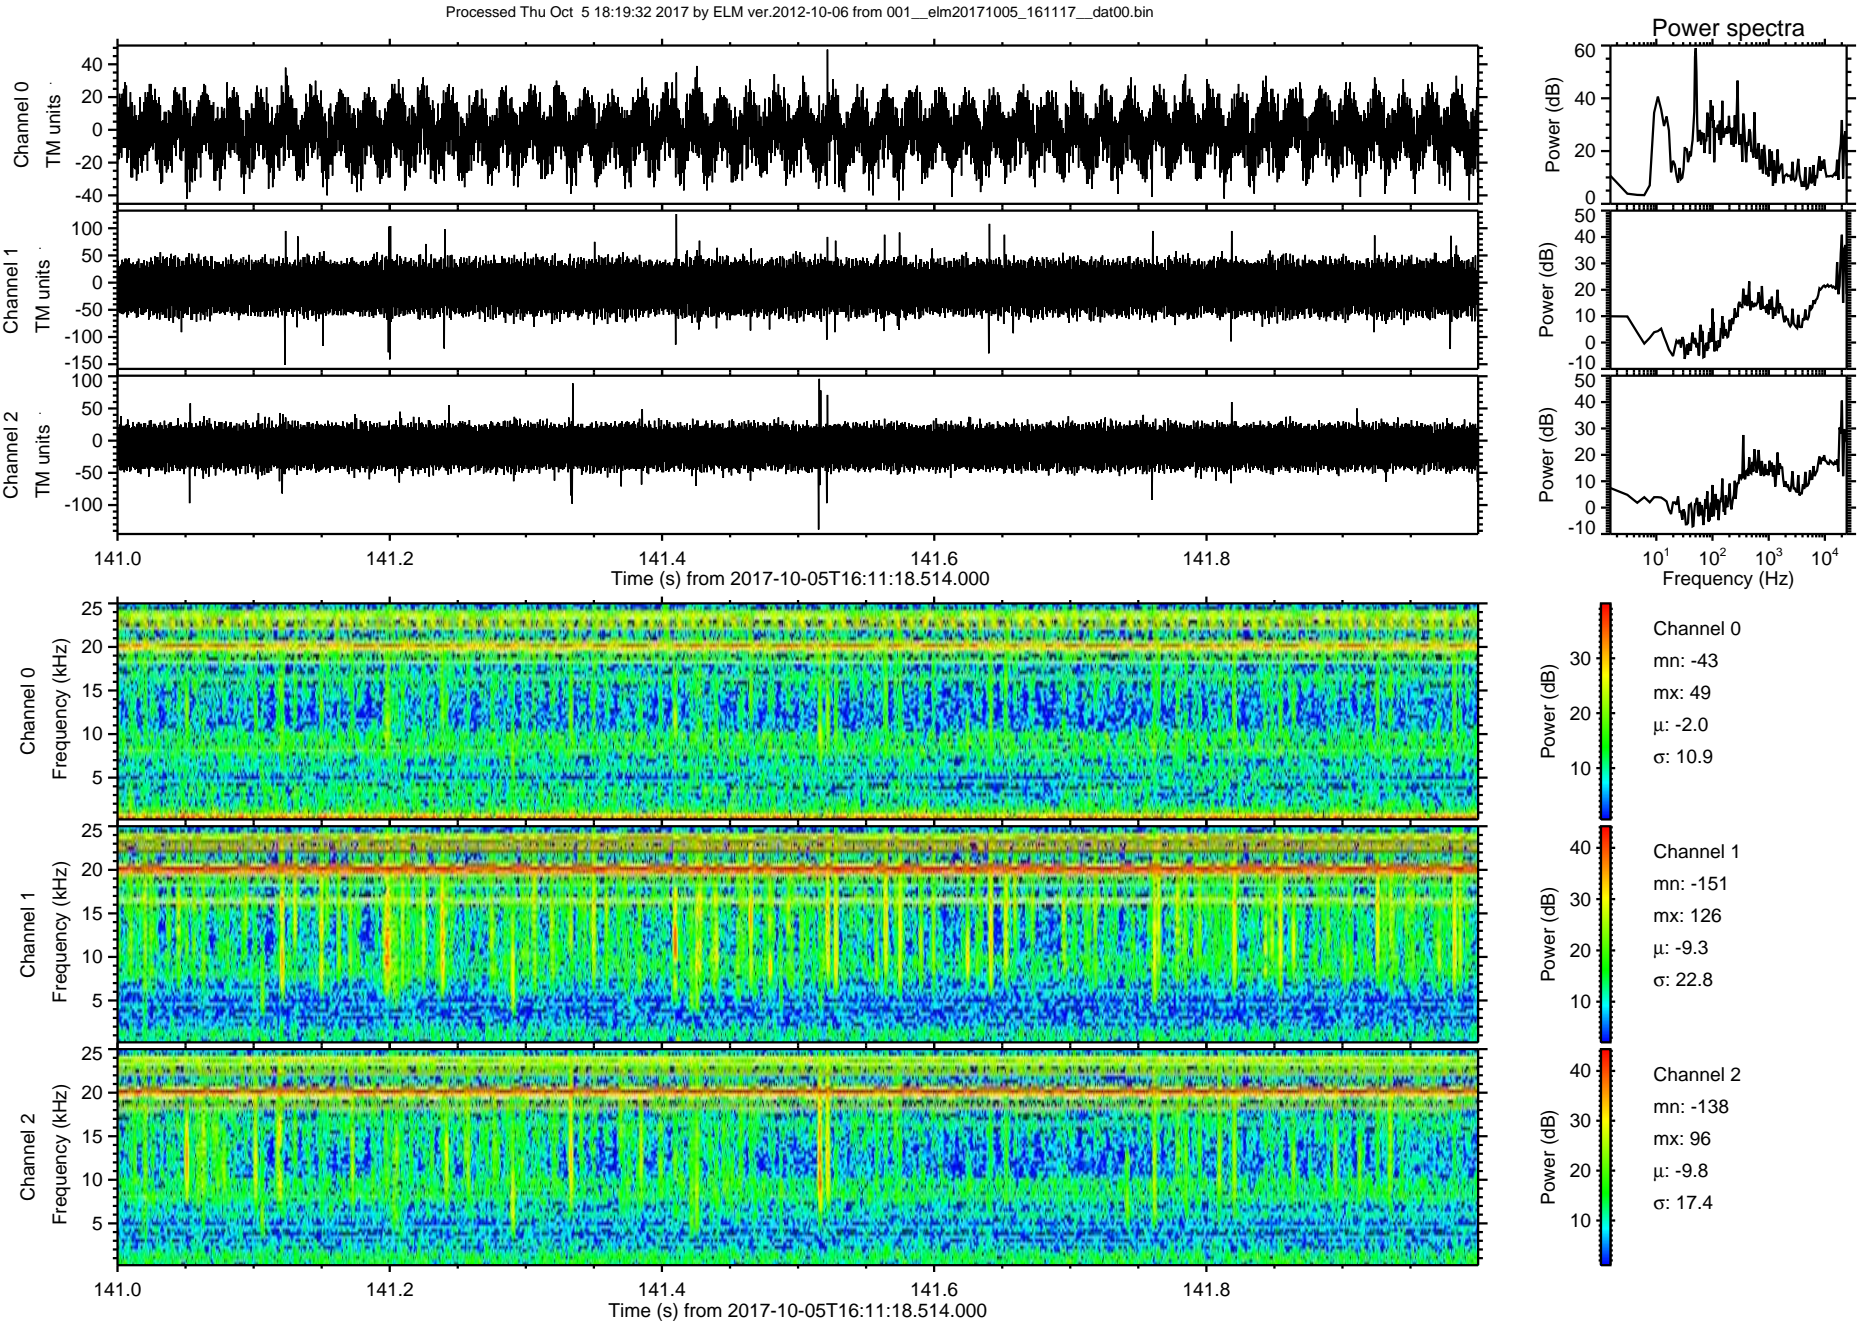 Processed Thu Oct  5 18:19:32 2017 by ELM ver.2012-10-06 from 001__elm20171005_161117__dat00.bin
Power spectra
Channel 0
TM units
40
20
0
-20
-40
Power (dB)
60
40
20
0
Channel 1
TM units
100
50
0
-50
-100
-150
Power (dB)
50
40
30
20
10
0
-10
Channel 2
TM units
100
50
0
-50
-100
Power (dB)
50
40
30
20
10
0
-10
141.0 141.2 141.4 141.6 141.8
Time (s) from 2017-10-05T16:11:18.514.000
10^1 10^2 10^3 10^4
Frequency (Hz)
Channel 0
Frequency (kHz)
25
20
15
10
5
Power (dB)
30
20
10
Channel 0
mn: -43
mx: 49
μ: -2.0
σ: 10.9
Channel 1
Frequency (kHz)
25
20
15
10
5
Power (dB)
40
30
20
10
Channel 1
mn: -151
mx: 126
μ: -9.3
σ: 22.8
Channel 2
Frequency (kHz)
25
20
15
10
5
Power (dB)
40
30
20
10
Channel 2
mn: -138
mx: 96
μ: -9.8
σ: 17.4
141.0 141.2 141.4 141.6 141.8
Time (s) from 2017-10-05T16:11:18.514.000